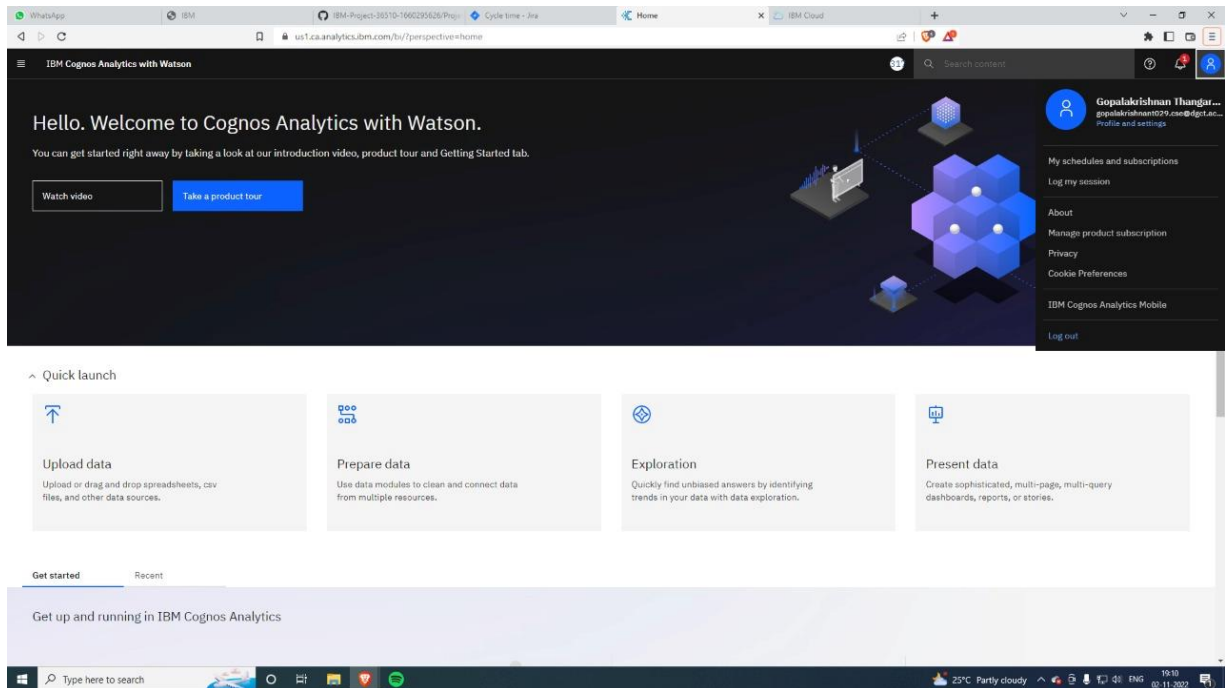 WhatsApp
IBM
IBM-Project-36310-1660295626/Proje
Cycle time - Jira
Home
IBM Cloud
us1.ca.analytics.ibm.com/bi/?perspective=home
IBM Cognos Analytics with Watson
Search content
Hello. Welcome to Cognos Analytics with Watson.
You can get started right away by taking a look at our introduction video, product tour and Getting Started tab.
Watch video
Take a product tour
Gopalakrishnan Thangar...
gopalakrishnant029.cse@dgct.ac...
Profile and settings
My schedules and subscriptions
Log my session
About
Manage product subscription
Privacy
Cookie Preferences
IBM Cognos Analytics Mobile
Log out
Quick launch
Upload data
Upload or drag and drop spreadsheets, csv
files, and other data sources.
Prepare data
Use data modules to clean and connect data
from multiple resources.
Exploration
Quickly find unbiased answers by identifying
trends in your data with data exploration.
Present data
Create sophisticated, multi-page, multi-query
dashboards, reports, or stories.
Get started
Recent
Get up and running in IBM Cognos Analytics
Type here to search
25°C Partly cloudy
ENG
19:10
02-11-2022